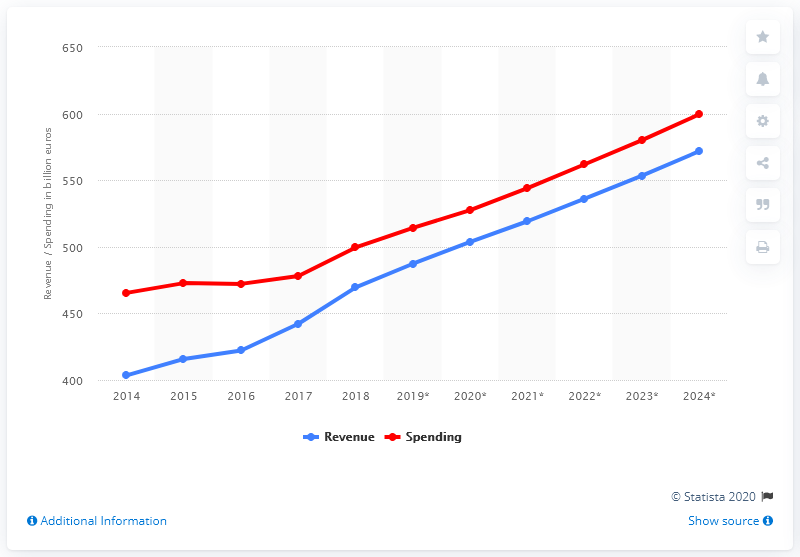 650
600
550
500
450
400
Revenue / Spending in billion euros
2014 2015 2016 2017 2018 2019* 2020* 2021* 2022* 2023* 2024*
Revenue Spending
© Statista 2020
Additional Information Show source